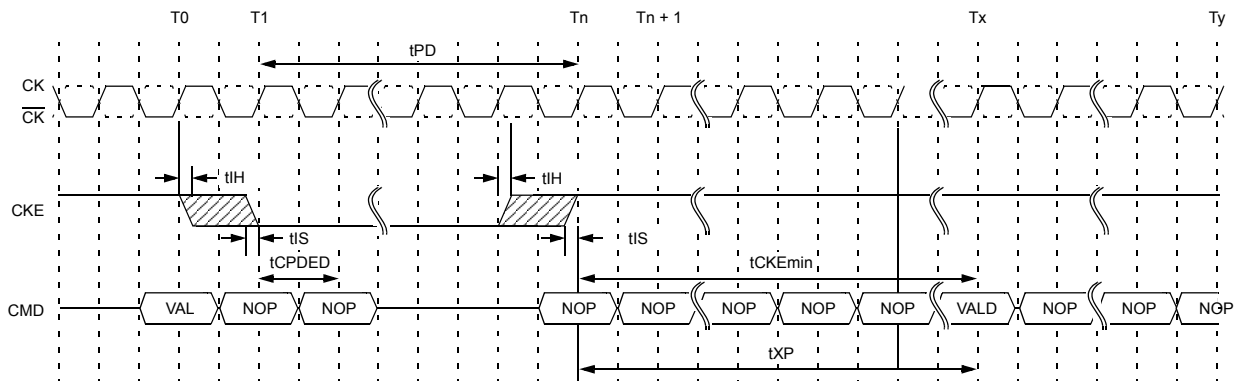 T0 T1 Tn Tn + 1 Tx Ty
tPD
CK
CK
tIH tIH
CKE
tIS tIS
tCPDED tCKEmin
CMD VAL NOP NOP NOP NOP NOP NOP NOP VALD NOP NOP NOP
tXP